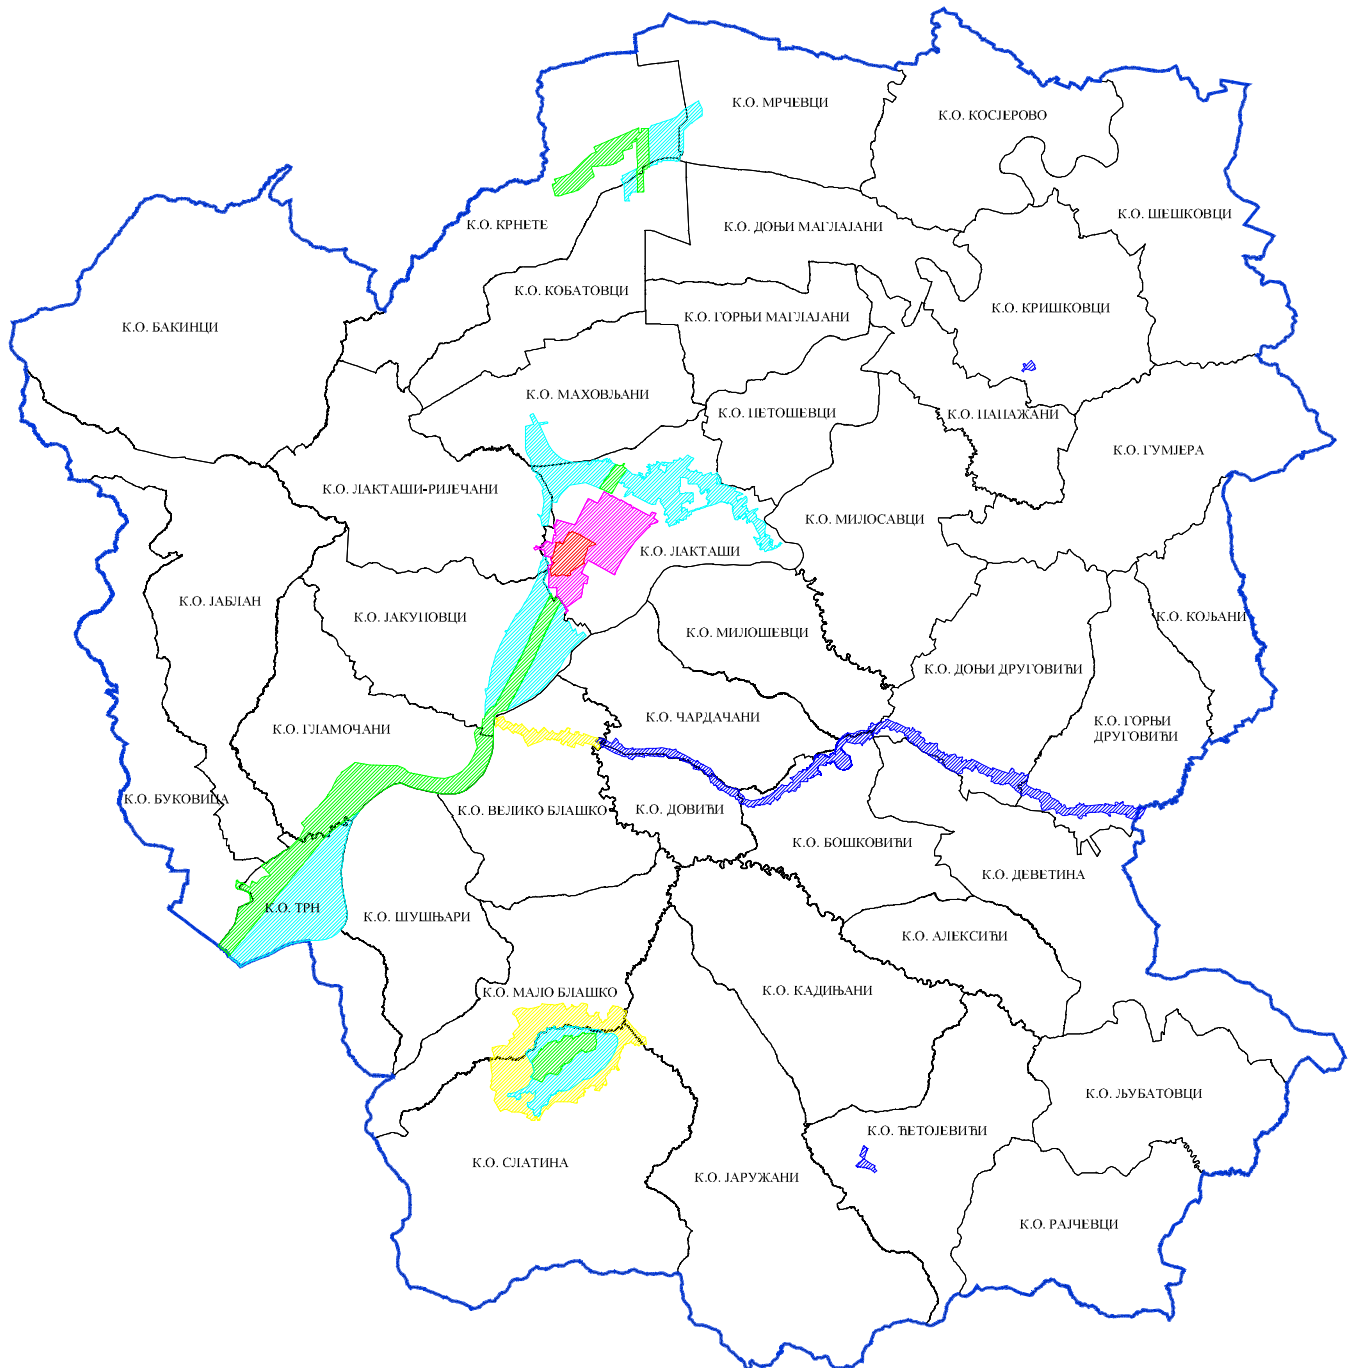 К.О. МРЧЕВЦИ
К.О. КОСЈЕРОВО
К.О. ШЕШКОВЦИ
К.О. КРНЕТЕ
К.О. ДОЊИ МАГЛАЈАНИ
К.О. КОБАТОВЦИ
К.О. КРИШКОВЦИ
К.О. ГОРЊИ МАГЛАЈАНИ
К.О. БАКИНЦИ
К.О. МАХОВЉАНИ
К.О. ПЕТОШЕВЦИ
К.О. ПАПАЖАНИ
К.О. ГУМЈЕРА
К.О. ЛАКТАШИ-РИЈЕЧАНИ
К.О. МИЛОСАВЦИ
К.О. ЛАКТАШИ
К.О. ЈАБЛАН
К.О. ЈАКУПОВЦИ
К.О. КОЉАНИ
К.О. МИЛОШЕВЦИ
К.О. ДОЊИ ДРУГОВИЋИ
К.О. ЧАРДАЧАНИ
К.О. ГОРЊИ
ДРУГОВИЋИ
К.О. ГЛАМОЧАНИ
К.О. БУКОВИЦА
К.О. ВЕЛИКО БЛАШКО
К.О. ДОВИЋИ
К.О. БОШКОВИЋИ
К.О. ДЕВЕТИНА
К.О. ТРН
К.О. ШУШЊАРИ
К.О. АЛЕКСИЋИ
К.О. МАЛО БЛАШКО
К.О. КАДИЊАНИ
К.О. ЉУБАТОВЦИ
К.О. ЋЕТОЈЕВИЋИ
К.О. СЛАТИНА
К.О. ЈАРУЖАНИ
К.О. РАЈЧЕВЦИ